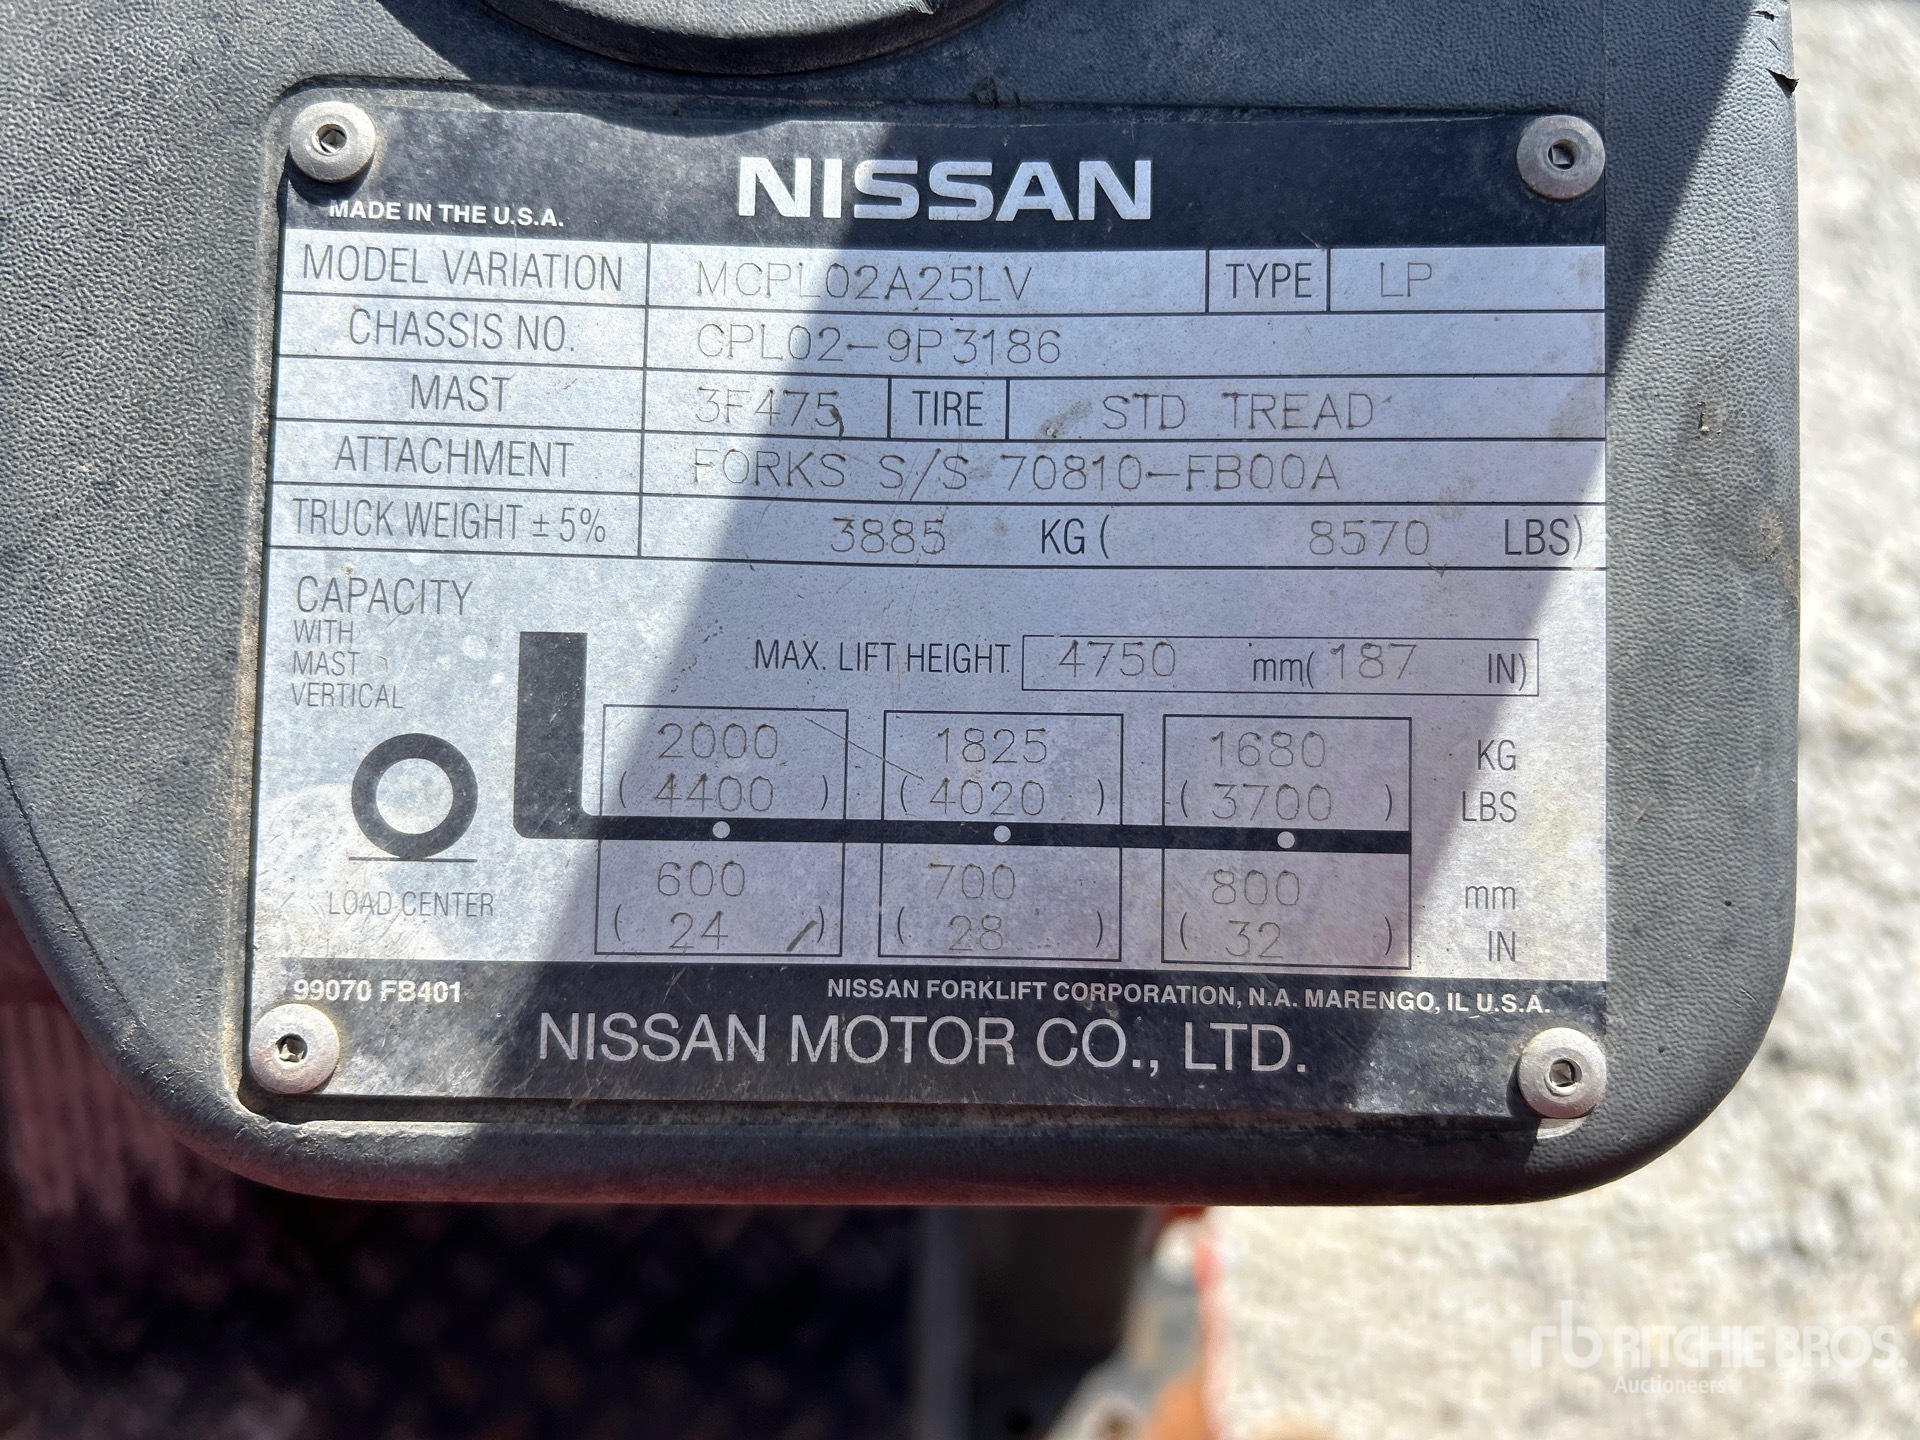 NISSAN
MADE IN THE U.S.A.
MODEL VARIATION MCPL02A25LV TYPE LP
CHASSIS NO. CPL02-9P3186
MAST 3F475 TIRE STD TREAD
ATTACHMENT FORKS S/S 70810-FB00A
TRUCK WEIGHT ± 5% 3885 KG ( 8570 LBS)
CAPACITY
WITH
MAST
VERTICAL
MAX. LIFT HEIGHT 4750 mm( 187 IN)
2000 1825 1680 KG
( 4400 ) ( 4020 ) ( 3700 ) LBS
600 700 800 mm
LOAD CENTER
( 24 ) ( 28 ) ( 32 ) IN
99070 FB401
NISSAN FORKLIFT CORPORATION, N.A. MARENGO, IL U.S.A.
NISSAN MOTOR CO., LTD.
rb RITCHIE BROS.
Auctioneers